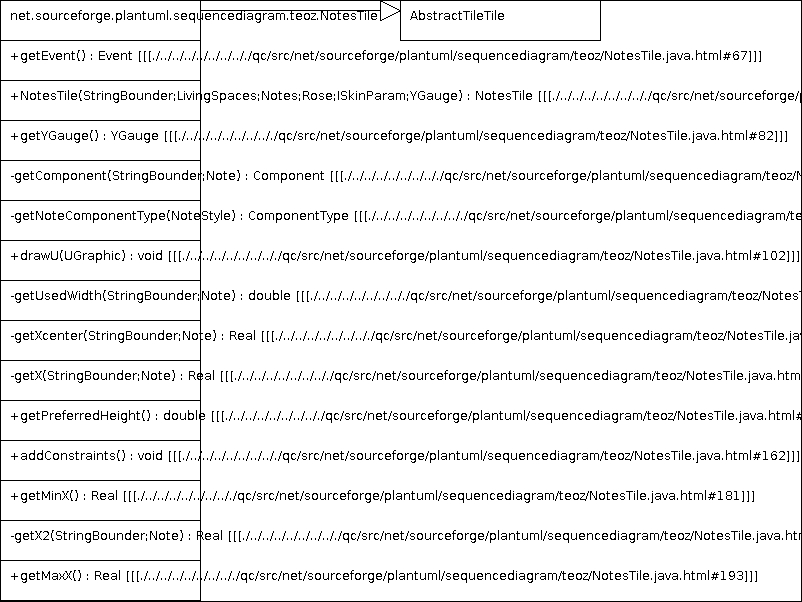 net.sourceforge.plantuml.sequencediagram.teoz.NotesTile
AbstractTileTile
+getEvent() : Event [[[./../../../../../../../qc/src/net/sourceforge/plantuml/sequencediagram/teoz/NotesTile.java.html#67]]]
+NotesTile(StringBounder;LivingSpaces;Notes;Rose;ISkinParam;YGauge) : NotesTile [[[./../../../../../../../qc/src/net/sourceforge/
+getYGauge() : YGauge [[[./../../../../../../../qc/src/net/sourceforge/plantuml/sequencediagram/teoz/NotesTile.java.html#82]]]
-getComponent(StringBounder;Note) : Component [[[./../../../../../../../qc/src/net/sourceforge/plantuml/sequencediagram/teoz/
-getNoteComponentType(NoteStyle) : ComponentType [[[./../../../../../../../qc/src/net/sourceforge/plantuml/sequencediagram/te
+drawU(UGraphic) : void [[[./../../../../../../../qc/src/net/sourceforge/plantuml/sequencediagram/teoz/NotesTile.java.html#102]]]
-getUsedWidth(StringBounder;Note) : double [[[./../../../../../../../qc/src/net/sourceforge/plantuml/sequencediagram/teoz/Notes
-getXcenter(StringBounder;Note) : Real [[[./../../../../../../../qc/src/net/sourceforge/plantuml/sequencediagram/teoz/NotesTile.ja
-getX(StringBounder;Note) : Real [[[./../../../../../../../qc/src/net/sourceforge/plantuml/sequencediagram/teoz/NotesTile.java.htm
+getPreferredHeight() : double [[[./../../../../../../../qc/src/net/sourceforge/plantuml/sequencediagram/teoz/NotesTile.java.html#
+addConstraints() : void [[[./../../../../../../../qc/src/net/sourceforge/plantuml/sequencediagram/teoz/NotesTile.java.html#162]]]
+getMinX() : Real [[[./../../../../../../../qc/src/net/sourceforge/plantuml/sequencediagram/teoz/NotesTile.java.html#181]]]
-getX2(StringBounder;Note) : Real [[[./../../../../../../../qc/src/net/sourceforge/plantuml/sequencediagram/teoz/NotesTile.java.ht
+getMaxX() : Real [[[./../../../../../../../qc/src/net/sourceforge/plantuml/sequencediagram/teoz/NotesTile.java.html#193]]]